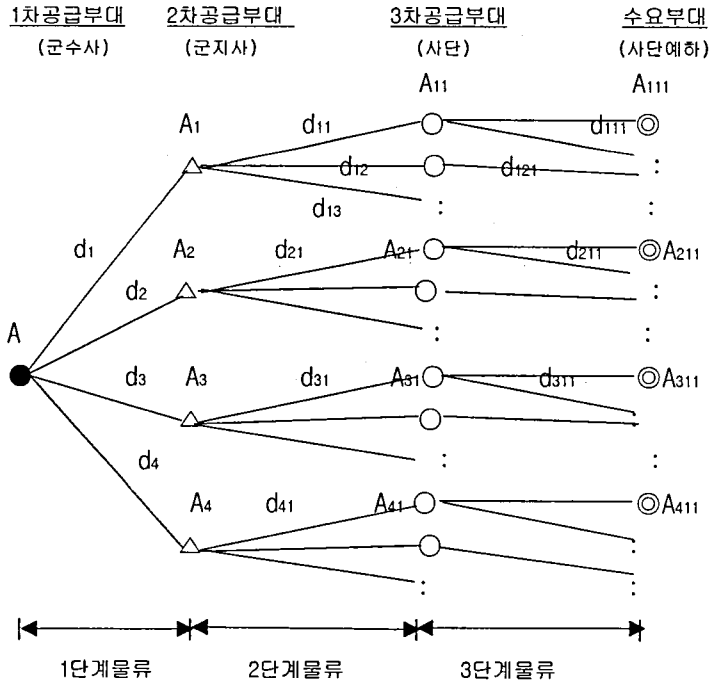 1차공급부대 2차공급부대 3차공급부대 수요부대
(군수사) (군지사) (사단) (사단예하)
A11 A111
A1 d11 d111
d12 d121
d13 :
: :
d1 A2 d21 A21 d211 A211
d2 :
: :
A
d3 A3 d31 A31 d311 A311
:
: :
d4
A4 d41 A41 A411
:
: :
1단계물류 2단계물류 3단계물류